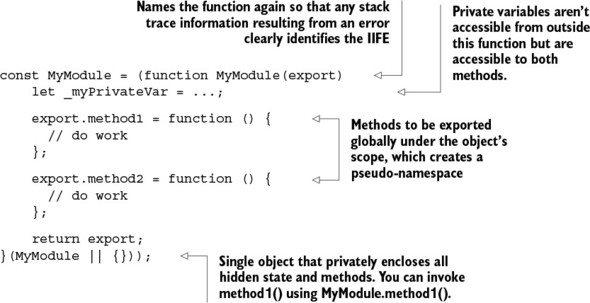 Names the function again so that any stack
trace information resulting from an error
clearly identifies the IIFE
Private variables aren't
accessible from outside
this function but are
accessible to both
methods.
const MyModule = (function MyModule(export)
let _myPrivateVar = ...;
export.method1 = function () {
// do work
};
export.method2 = function () {
// do work
};
return export;
}(MyModule || {}));
Methods to be exported
globally under the object's
scope, which creates a
pseudo-namespace
Single object that privately encloses all
hidden state and methods. You can invoke
method1() using MyModule.method1().